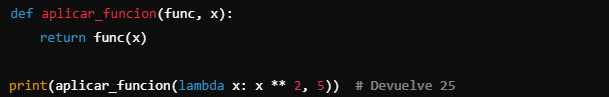 def aplicar_funcion(func, x):
    return func(x)
print(aplicar_funcion(lambda x: x ** 2, 5))  # Devuelve 25